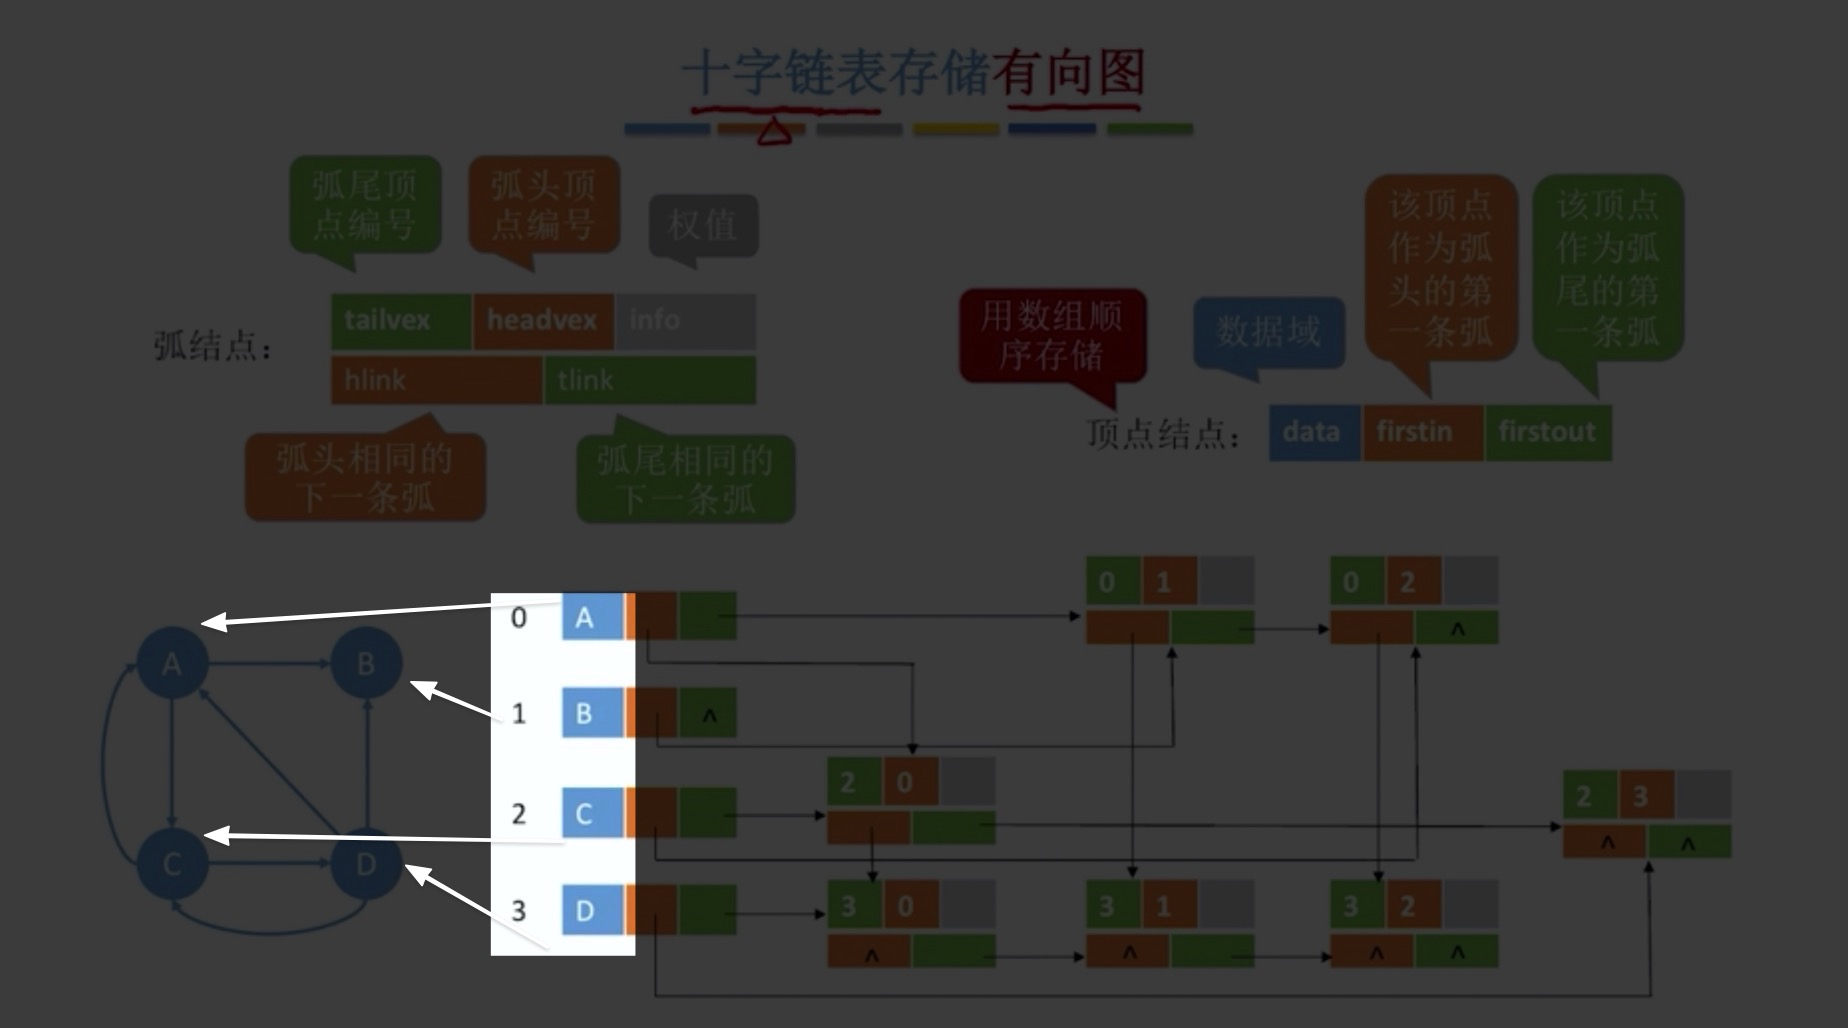 十字链表存储有向图
弧尾顶
点编号
弧头顶
点编号
权值
弧结点：
tailvex headvex info
hlink tlink
弧头相同的
下一条弧
弧尾相同的
下一条弧
用数组顺
序存储
数据域
该顶点
作为弧
头的第
一条弧
该顶点
作为弧
尾的第
一条弧
顶点结点：
data firstin firstout
A B
C D
0 A
1 B ^
2 C
3 D
0 1
0 2
^
2 0
2 3
^ ^
3 0
^
3 1
^
3 2
^ ^